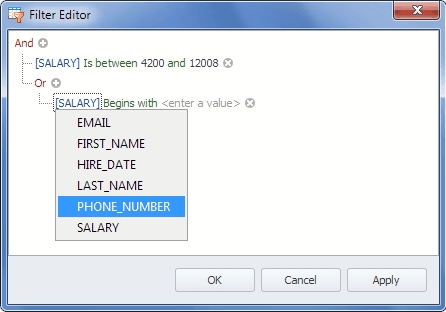 Filter Editor
And
[SALARY] Is between 4200 and 12008
Or
[SALARY] Begins with <enter a value>
EMAIL
FIRST_NAME
HIRE_DATE
LAST_NAME
PHONE_NUMBER
SALARY
OK Cancel Apply